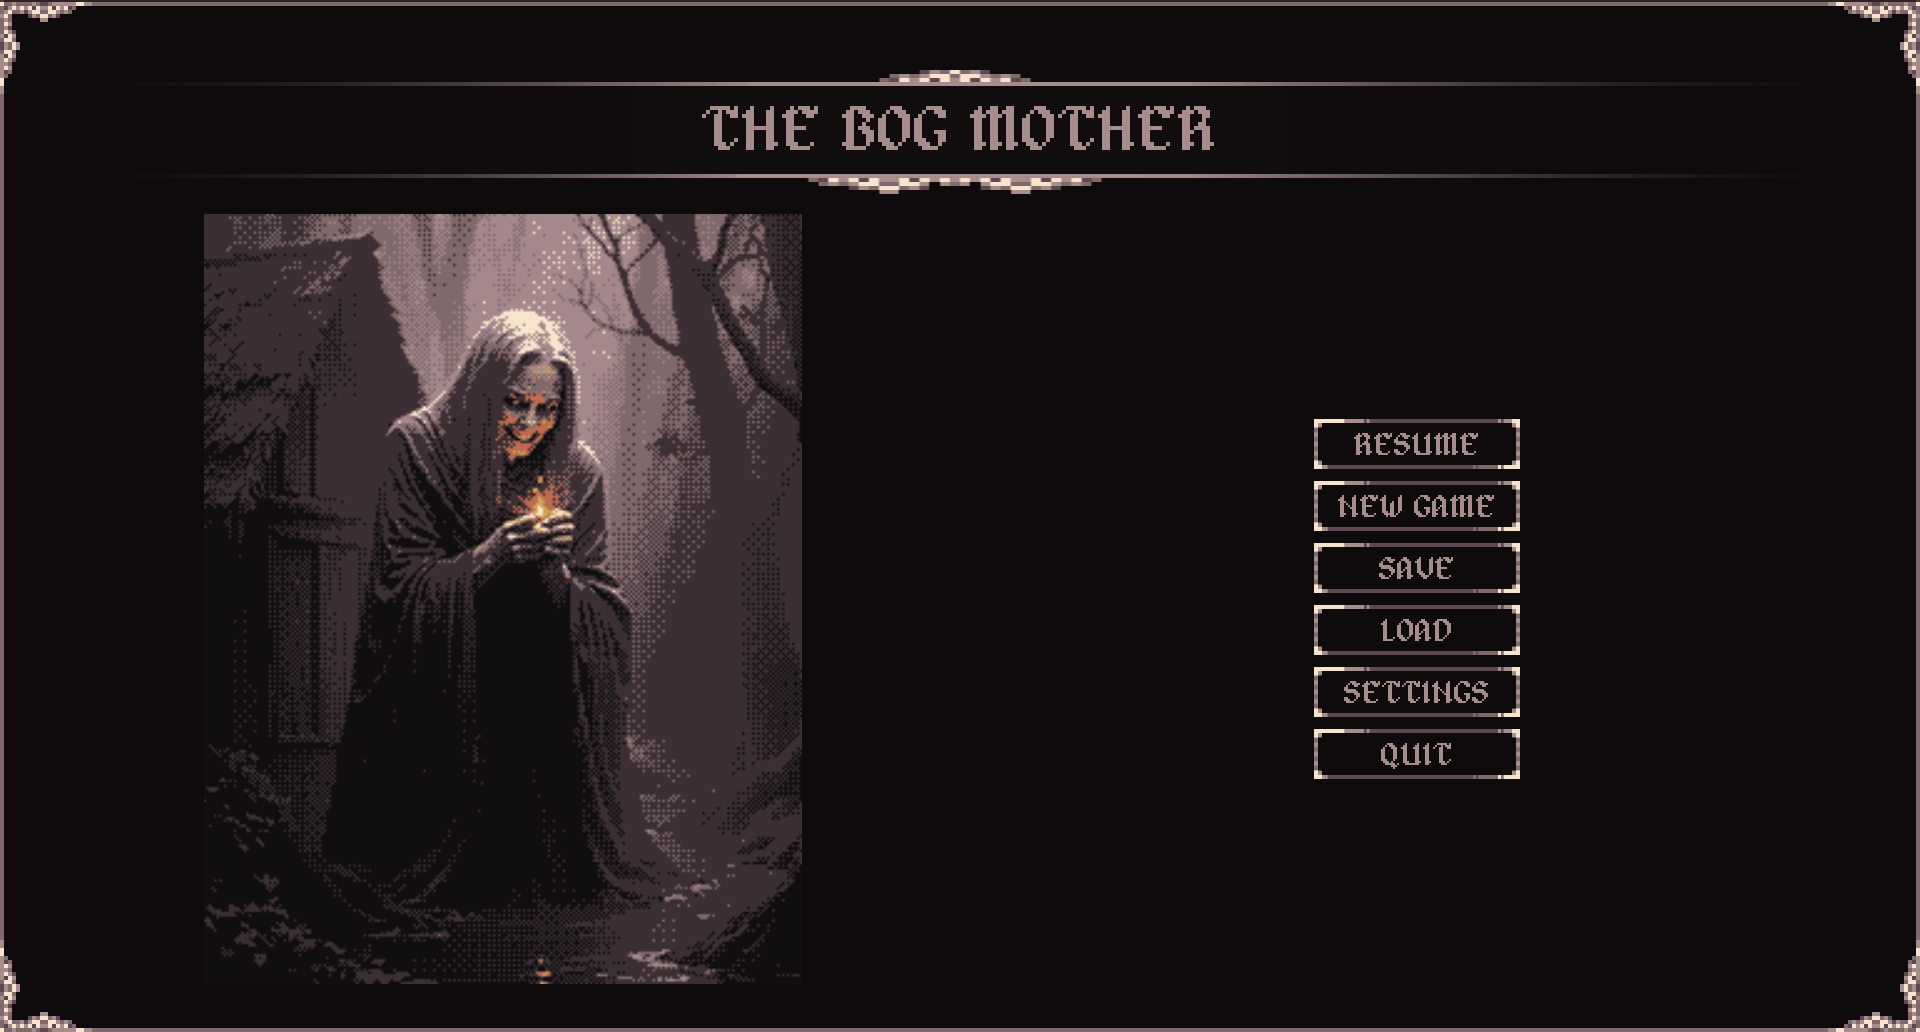 THE BOG MOTHER
RESUME
NEW GAME
SAVE
LOAD
SETTINGS
QUIT